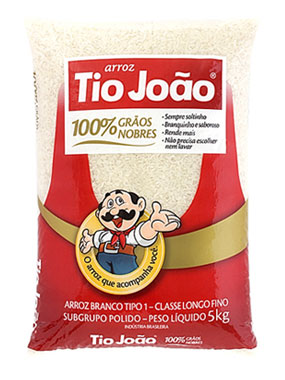 arroz
Tio João®
100% GRÃOS NOBRES
• Sempre soltinho
• Branquinho e saboroso
• Rende mais
• Não precisa escolher
nem lavar
O arroz que acompanha você.
ARROZ BRANCO TIPO 1 – CLASSE LONGO FINO
SUBGRUPO POLIDO – PESO LÍQUIDO 5kg
INDÚSTRIA BRASILEIRA
Tio João 100% GRÃOS NOBRES